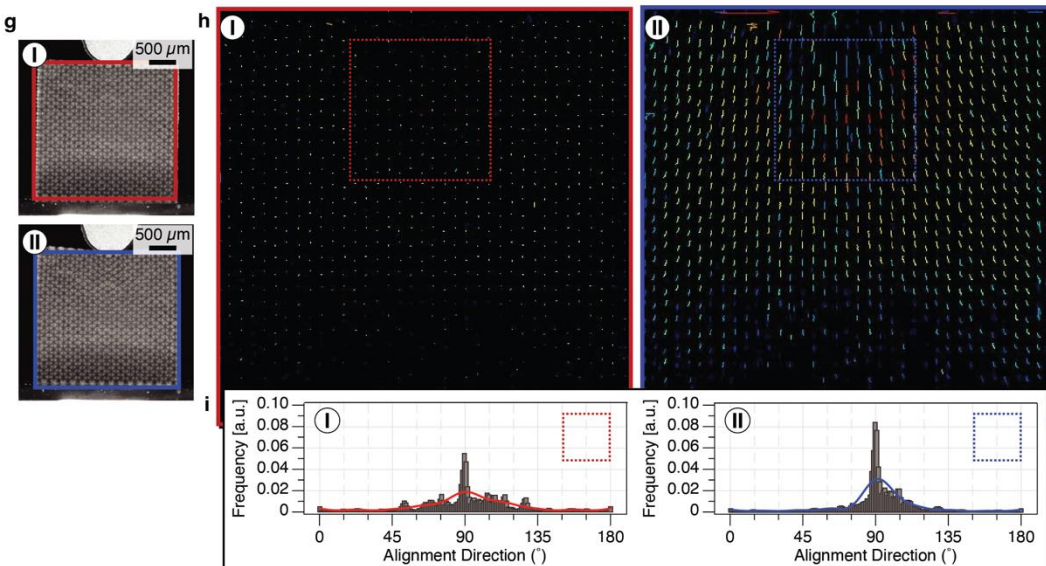 g
I
500 µm
II
500 µm
h
I
II
i
I
0.10
0.08
0.06
0.04
0.02
0
Frequency [a.u.]
0 45 90 135 180
Alignment Direction (°)
II
0.10
0.08
0.06
0.04
0.02
0
Frequency [a.u.]
0 45 90 135 180
Alignment Direction (°)